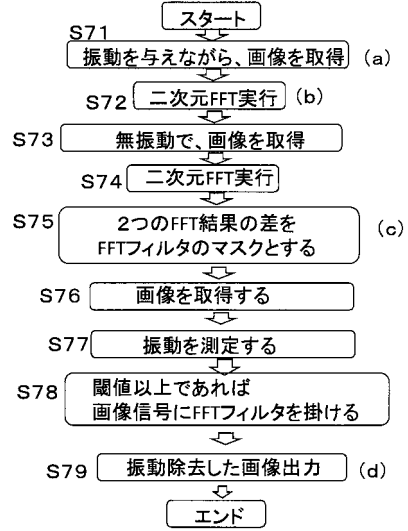 スタート
S71
振動を与えながら、画像を取得 (a)
S72 二次元FFT実行 (b)
S73 無振動で、画像を取得
S74 二次元FFT実行
S75 2つのFFT結果の差を
FFTフィルタのマスクとする (c)
S76 画像を取得する
S77 振動を測定する
S78 閾値以上であれば
画像信号にFFTフィルタを掛ける
S79 振動除去した画像出力 (d)
エンド